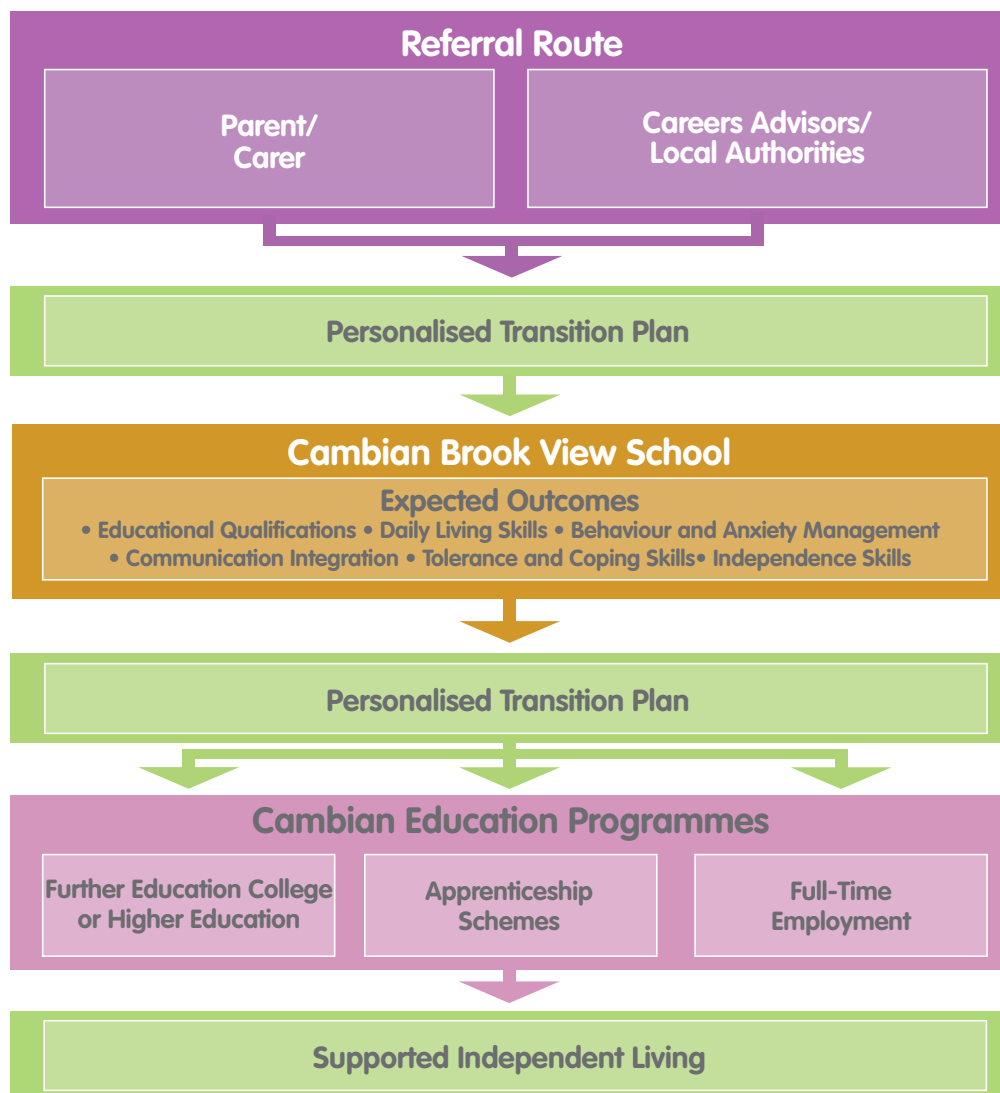 Referral Route
Parent/
Carer
Careers Advisors/
Local Authorities
Personalised Transition Plan
Cambian Brook View School
Expected Outcomes
• Educational Qualifications • Daily Living Skills • Behaviour and Anxiety Management
• Communication Integration • Tolerance and Coping Skills• Independence Skills
Personalised Transition Plan
Cambian Education Programmes
Further Education College
or Higher Education
Apprenticeship
Schemes
Full-Time
Employment
Supported Independent Living